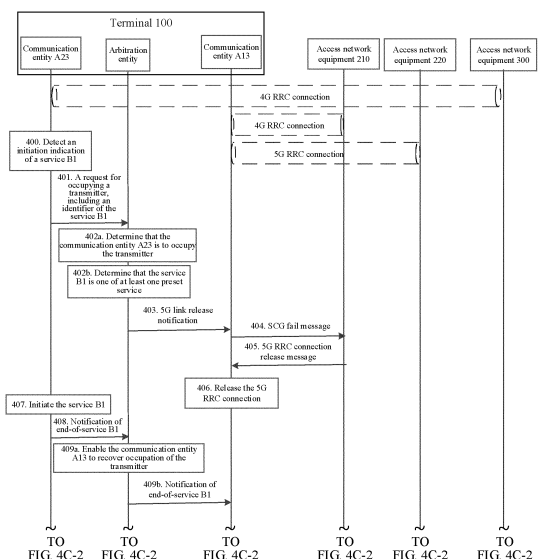 Terminal 100
Communication
entity A23
Arbitration
entity
Communication
entity A13
Access network
equipment 210
Access network
equipment 220
Access network
equipment 300
4G RRC connection
4G RRC connection
5G RRC connection
400. Detect an
initiation indication
of a service B1
401. A request for
occupying a
transmitter,
including an
identifier of the
service B1
402a. Determine that the
communication entity A23 is to occupy
the transmitter
402b. Determine that the service
B1 is one of at least one preset
service
403. 5G link release
notification
404. SCG fail message
405. 5G RRC connection
release message
406. Release the 5G
RRC connection
407. Initiate the service B1
408. Notification of
end-of-service B1
409a. Enable the communication entity
A13 to recover occupation of the
transmitter
409b. Notification of
end-of-service B1
TO
FIG. 4C-2
TO
FIG. 4C-2
TO
FIG. 4C-2
TO
FIG. 4C-2
TO
FIG. 4C-2
TO
FIG. 4C-2